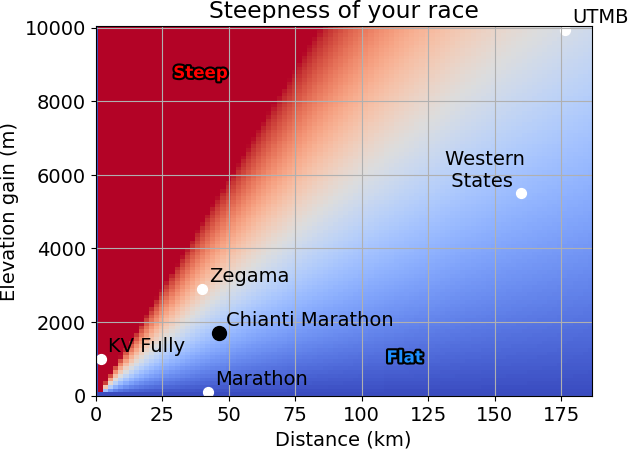 Steepness of your race
UTMB
10000
Steep
8000
Western
States
6000
Elevation gain (m)
4000
Zegama
Chianti Marathon
2000
KV Fully
Flat
Marathon
0
0 25 50 75 100 125 150 175
Distance (km)